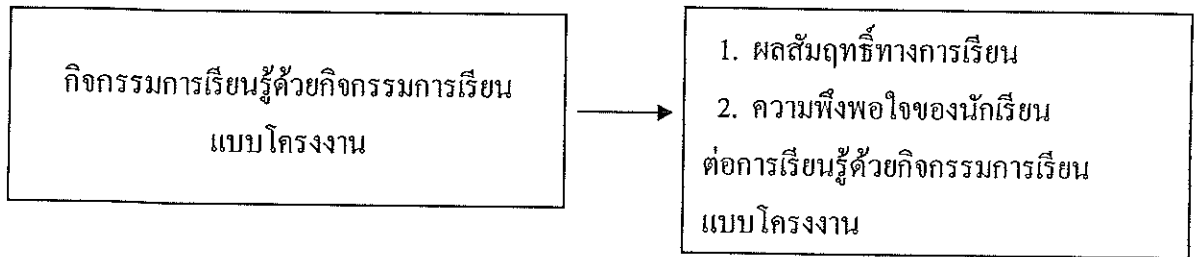 กิจกรรมการเรียนรู้ด้วยกิจกรรมการเรียน
แบบโครงงาน
1. ผลสัมฤทธิ์ทางการเรียน
2. ความพึงพอใจของนักเรียน
ต่อการเรียนรู้ด้วยกิจกรรมการเรียน
แบบโครงงาน